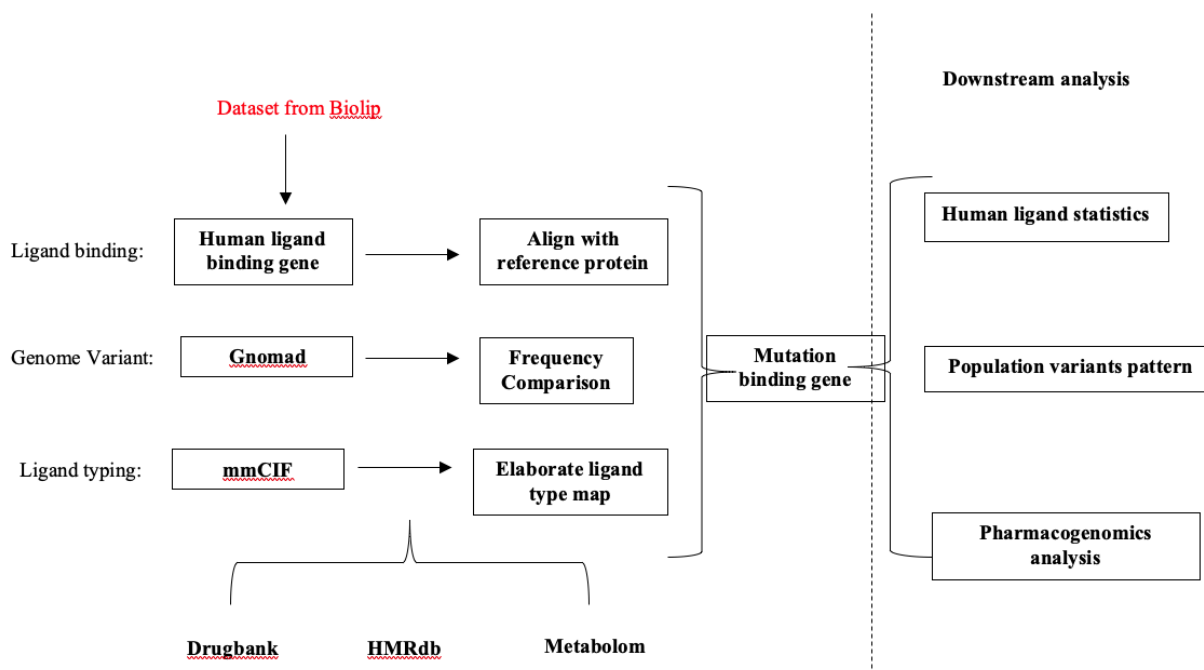 Downstream analysis
Dataset from Biolip
Ligand binding:
Human ligand
binding gene
Align with
reference protein
Human ligand statistics
Genome Variant:
Gnomad
Frequency
Comparison
Mutation
binding gene
Population variants pattern
Ligand typing:
mmCIF
Elaborate ligand
type map
Pharmacogenomics
analysis
Drugbank
HMRdb
Metabolom